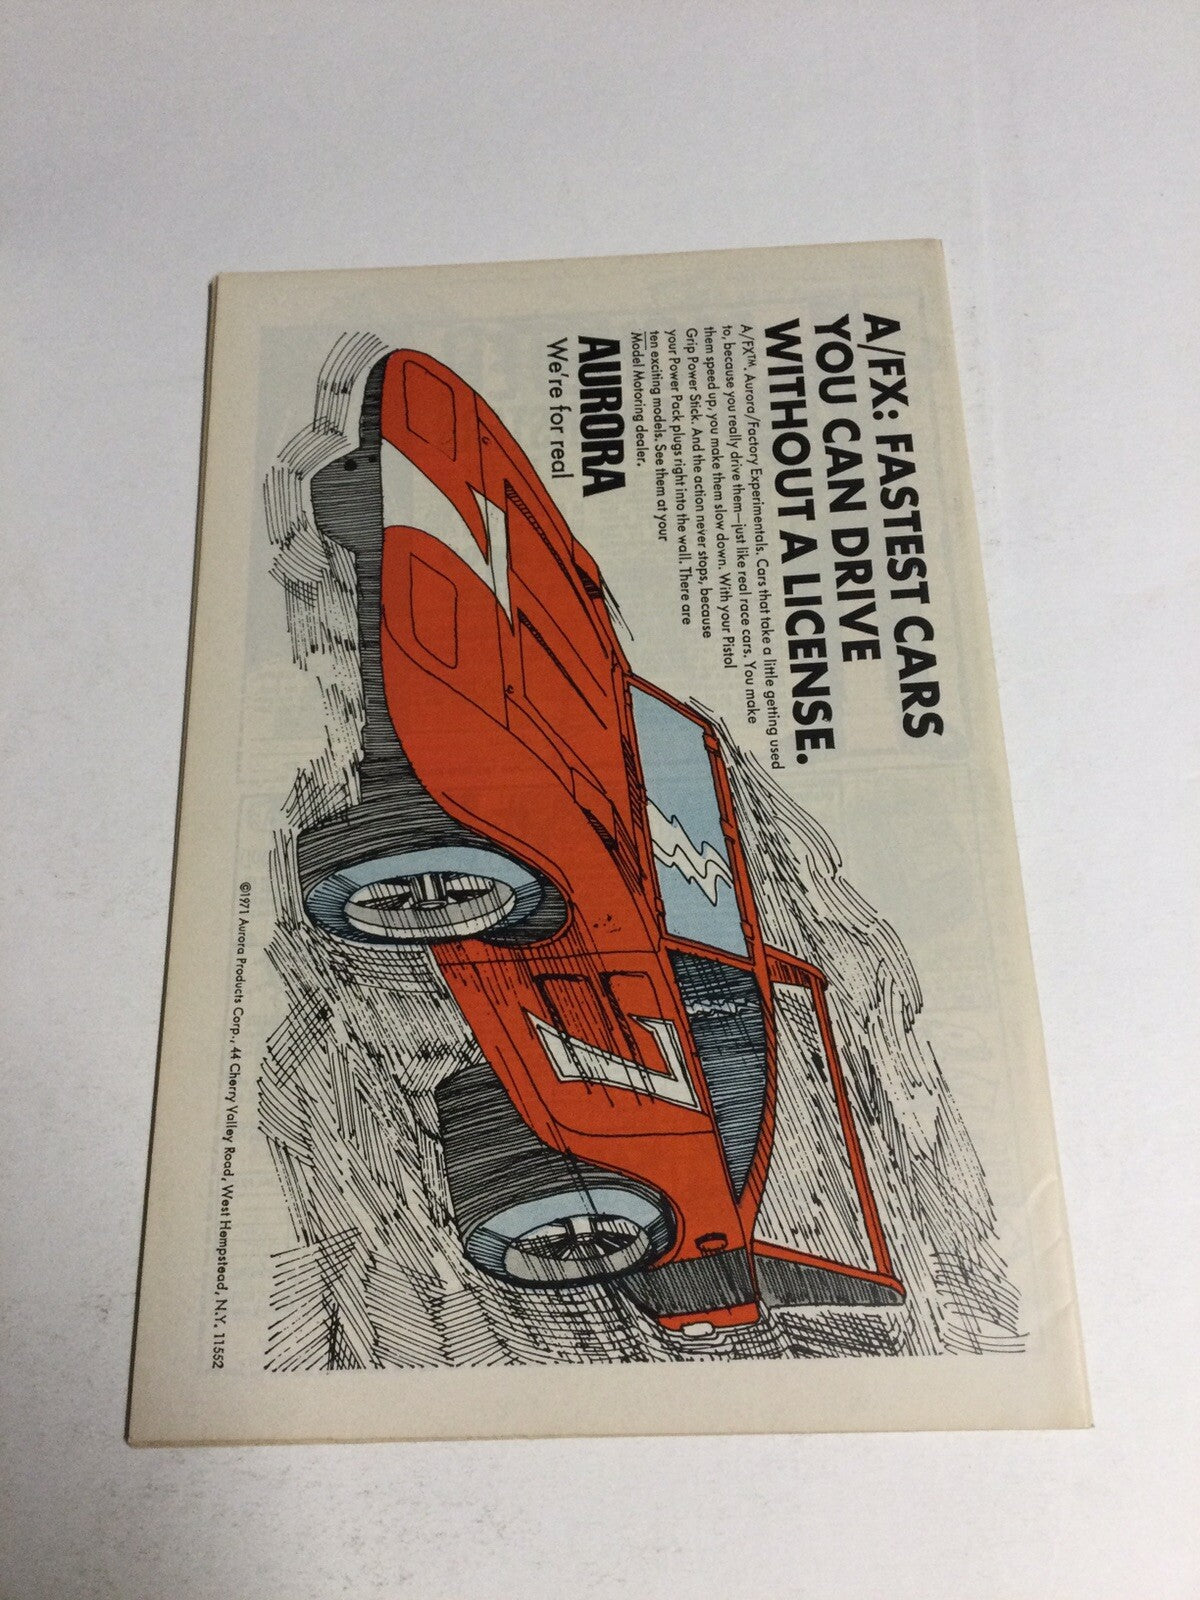 A/FX: FASTEST CARS
YOU CAN DRIVE
WITHOUT A LICENSE.
A/FX™, Aurora/Factory Experimentals. Cars that take a little getting used
to, because you really drive them—just like real race cars. You make
them speed up, you make them slow down. With your Pistol
Grip Power Stick. And the action never stops, because
your Power Pack plugs right into the wall. There are
ten exciting models. See them at your
Model Motoring dealer.
AURORA
We're for real
7
7
©1971 Aurora Products Corp., 44 Cherry Valley Road, West Hempstead, N.Y. 11552